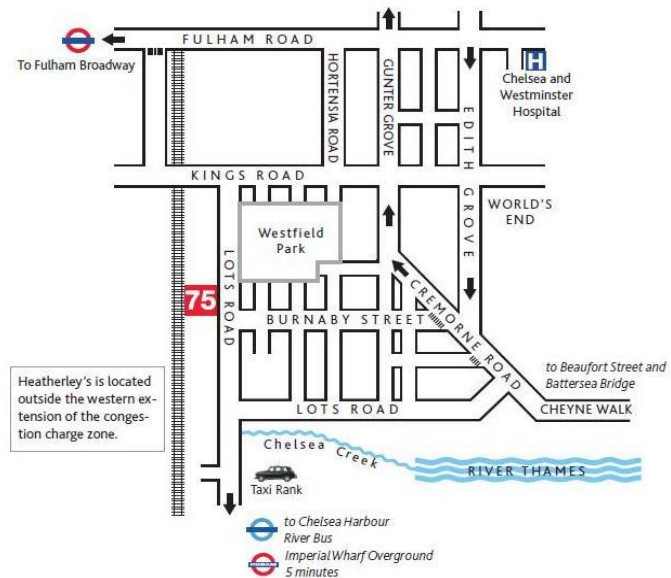 FULHAM ROAD
To Fulham Broadway
HORTENSIA ROAD
GUNTER GROVE
EDITH GROVE
H
Chelsea and
Westminster
Hospital
KINGS ROAD
WORLD'S
END
Westfield
Park
LOTS ROAD
75
CREMORNE ROAD
BURNABY STREET
to Beaufort Street and
Battersea Bridge
Heatherley's is located
outside the western ex-
tension of the conges-
tion charge zone.
LOTS ROAD
CHEYNE WALK
Chelsea Creek
RIVER THAMES
Taxi Rank
to Chelsea Harbour
River Bus
Imperial Wharf Overground
5 minutes